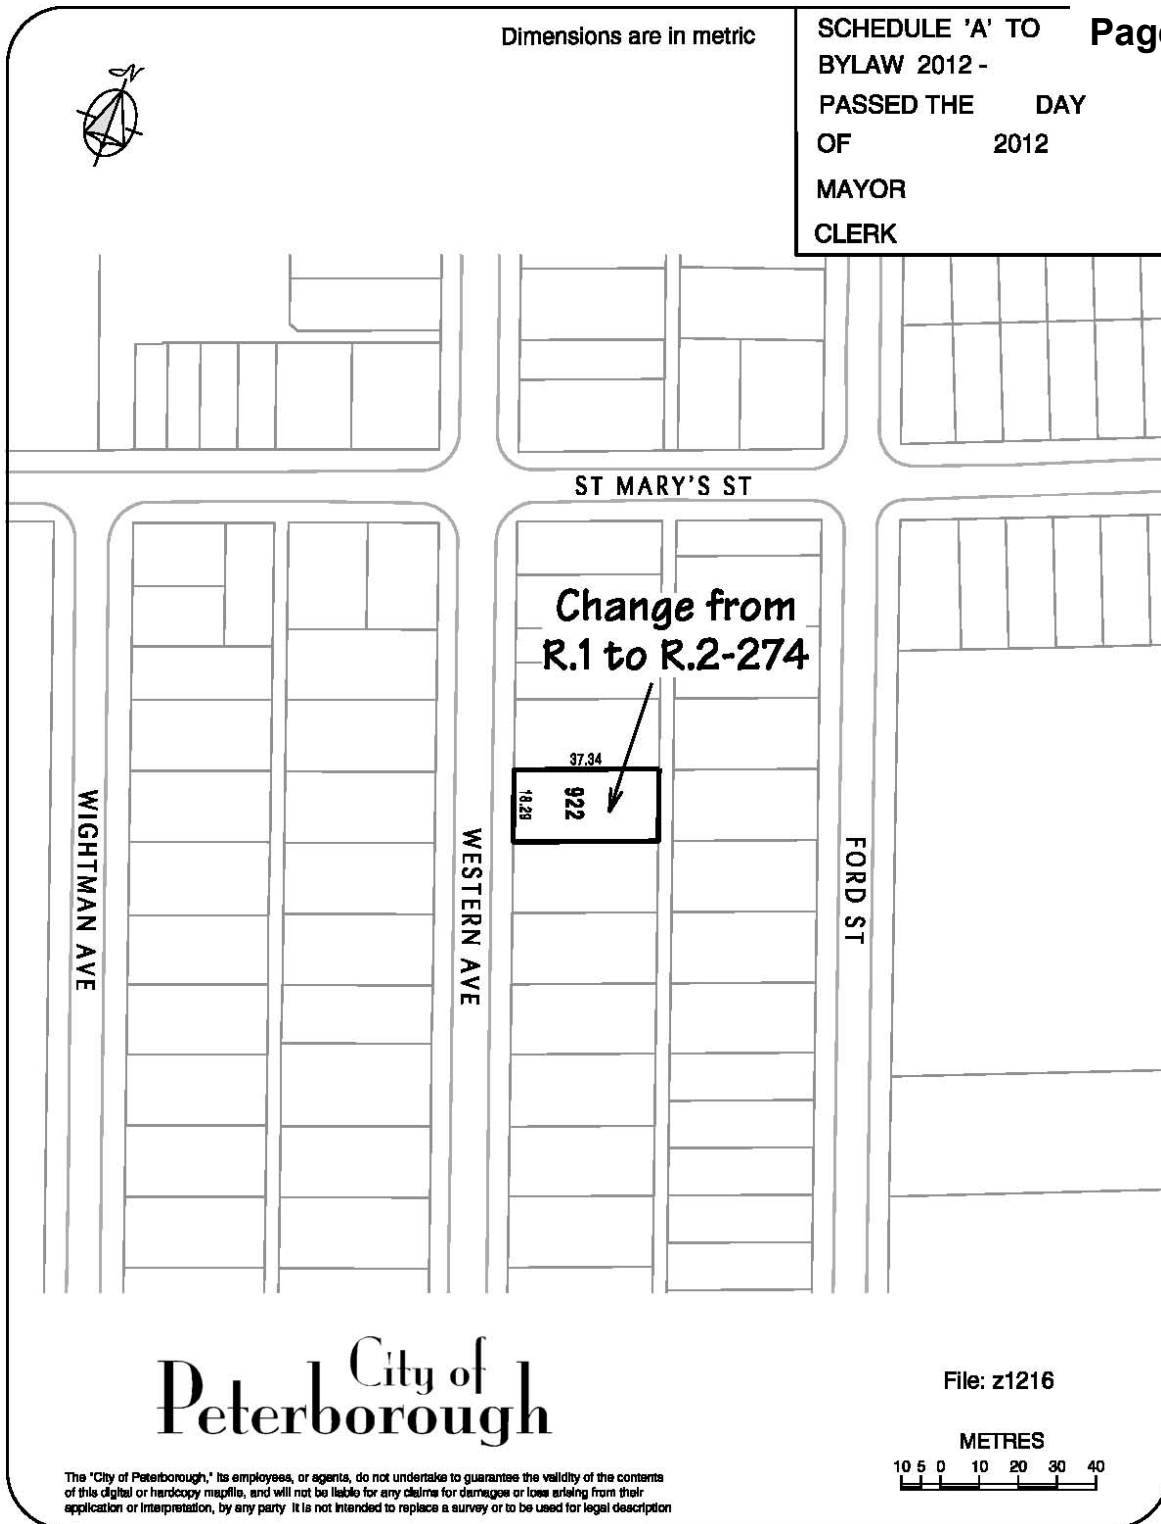 Dimensions are in metric
SCHEDULE 'A' TO
BYLAW 2012 -
PASSED THE DAY
OF 2012
MAYOR
CLERK
Page
N
ST MARY'S ST
Change from
R.1 to R.2-274
37.34
18.29
922
WIGHTMAN AVE
WESTERN AVE
FORD ST
City of
Peterborough
File: z1216
METRES
10 5 0 10 20 30 40
The "City of Peterborough," its employees, or agents, do not undertake to guarantee the validity of the contents
of this digital or hardcopy mapfile, and will not be liable for any claims for damages or loss arising from their
application or interpretation, by any party It is not intended to replace a survey or to be used for legal description